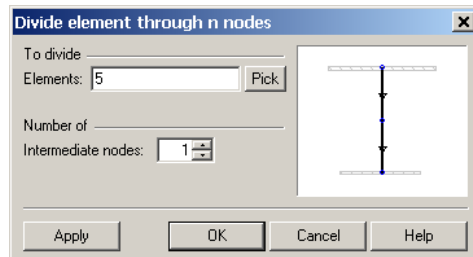 Divide element through n nodes
To divide
Elements: 5 Pick
Number of
Intermediate nodes: 1
Apply OK Cancel Help